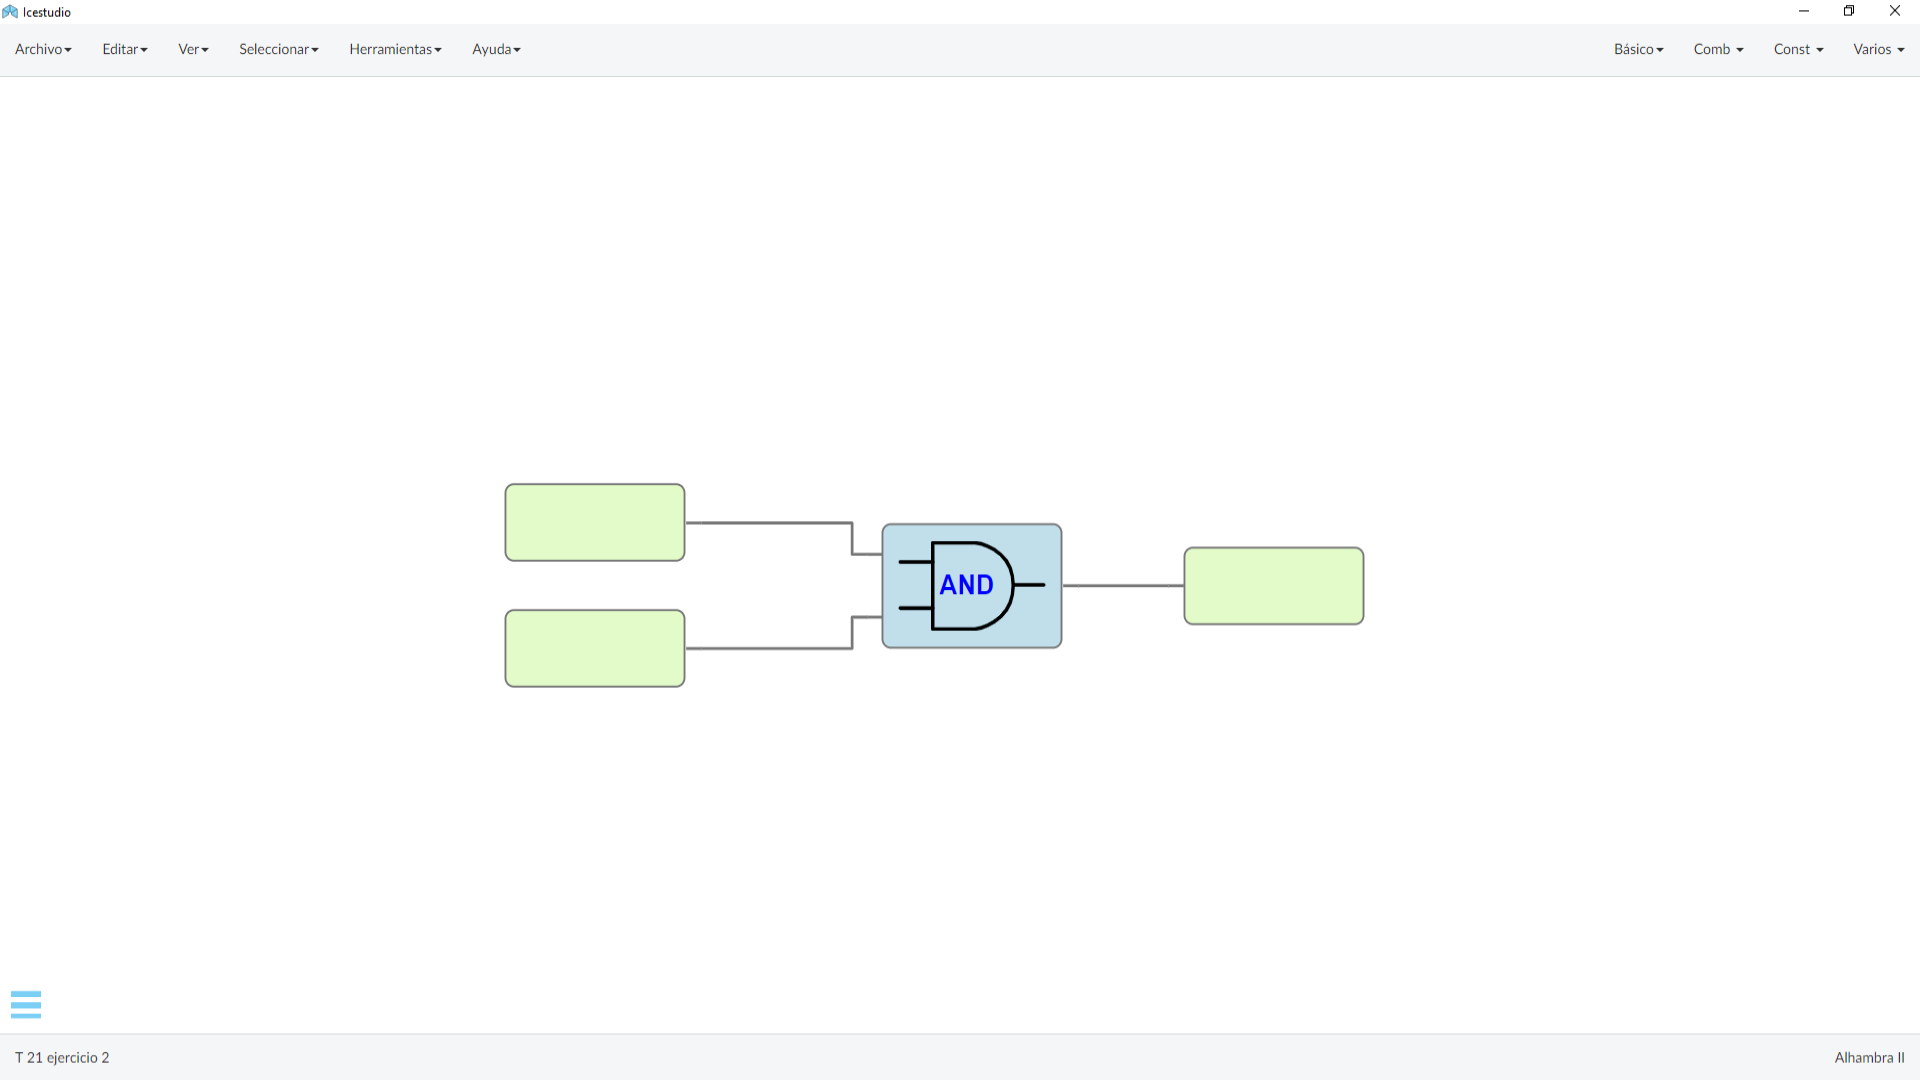 Icestudio
Archivo Editar Ver Seleccionar Herramientas Ayuda Básico Comb Const Varios
AND
T 21 ejercicio 2 Alhambra II